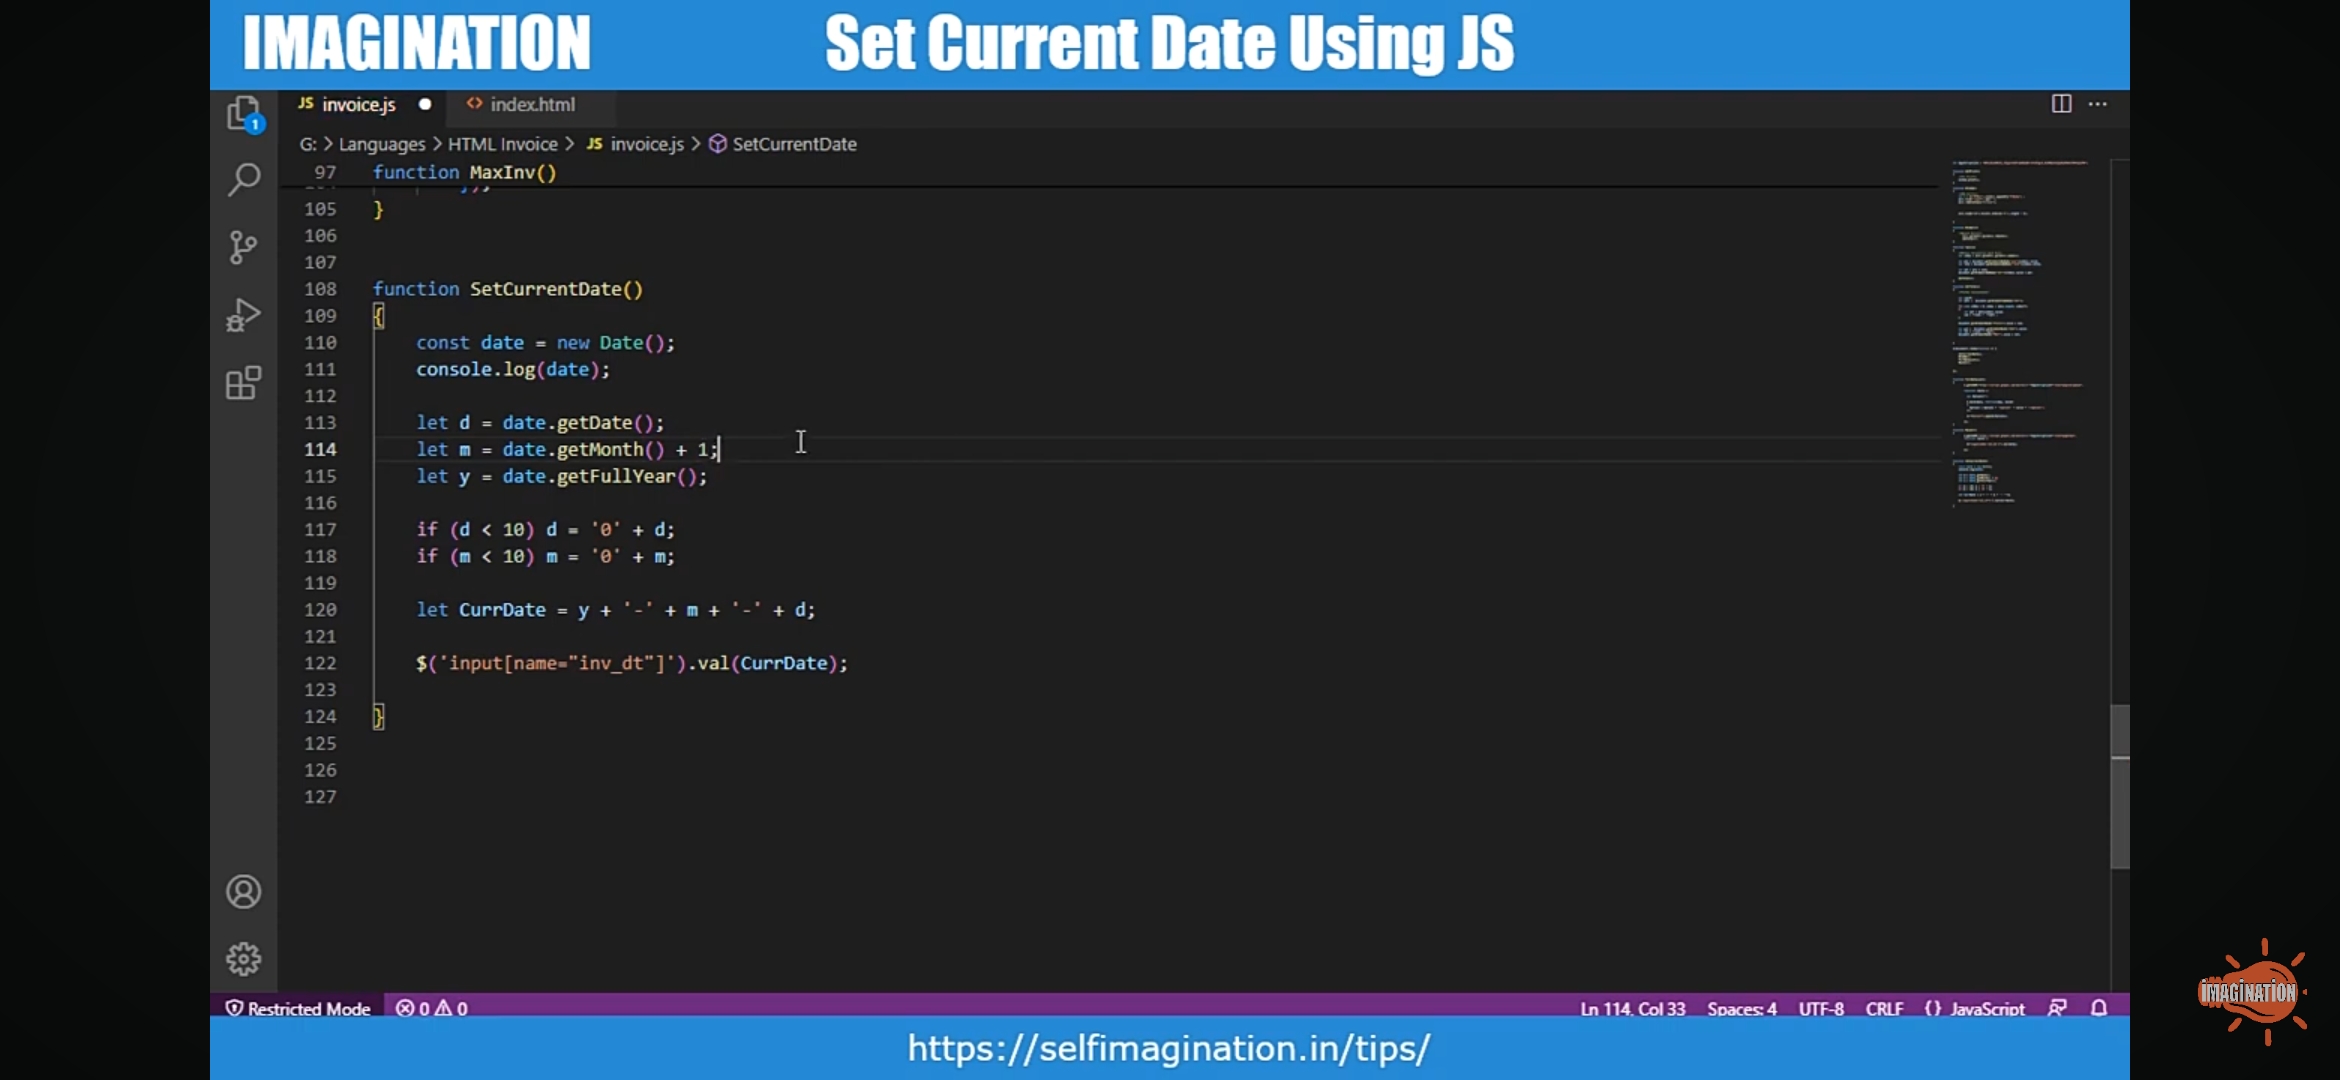 IMAGINATION
Set Current Date Using JS
JS invoice.js
<> index.html
G: > Languages > HTML Invoice > JS invoice.js > SetCurrentDate
97 function MaxInv()
105 }
106
107
108 function SetCurrentDate()
109 {
110 const date = new Date();
111 console.log(date);
112
113 let d = date.getDate();
114 let m = date.getMonth() + 1;
115 let y = date.getFullYear();
116
117 if (d < 10) d = '0' + d;
118 if (m < 10) m = '0' + m;
119
120 let CurrDate = y + '-' + m + '-' + d;
121
122 $('input[name="inv_dt"]').val(CurrDate);
123
124 }
125
126
127
1
Restricted Mode 0 0
Ln 114, Col 33 Spaces: 4 UTF-8 CRLF {} JavaScript
IMAGINATION
https://selfimagination.in/tips/